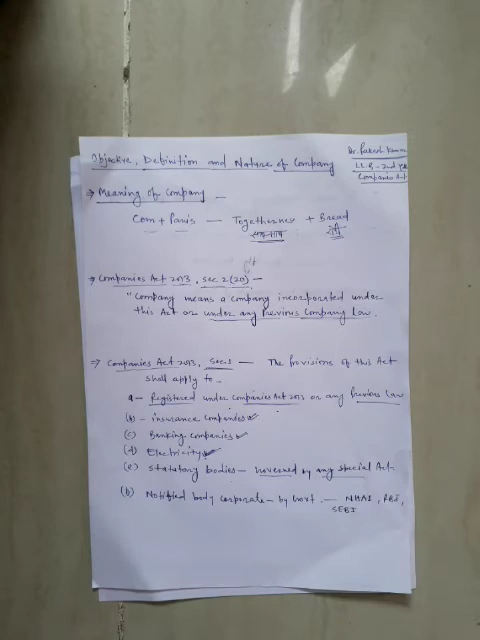 Objective, Definition and Nature of Company
Dr. Rakesh Kumar
LL.B - 2nd Yr
Companies Act
→ Meaning of Company -
Com + Panis — Togetherness + Bread
रोटी
→ Companies Act 2013, Sec. 2(20) -
"Company means a company incorporated under
this Act or under any Previous Company Law.
→ Companies Act 2013, Sec. 1 — The Provisions of this Act
shall apply to -
a - Registered under Companies Act 2013 or any Previous Law
(b) - insurance companies
(c) Banking companies
(d) Electricity
(e) Statutory bodies - Governed by any special Act.
(f) Notified body corporate - by Govt. — NHAI, RBI,
SEBI